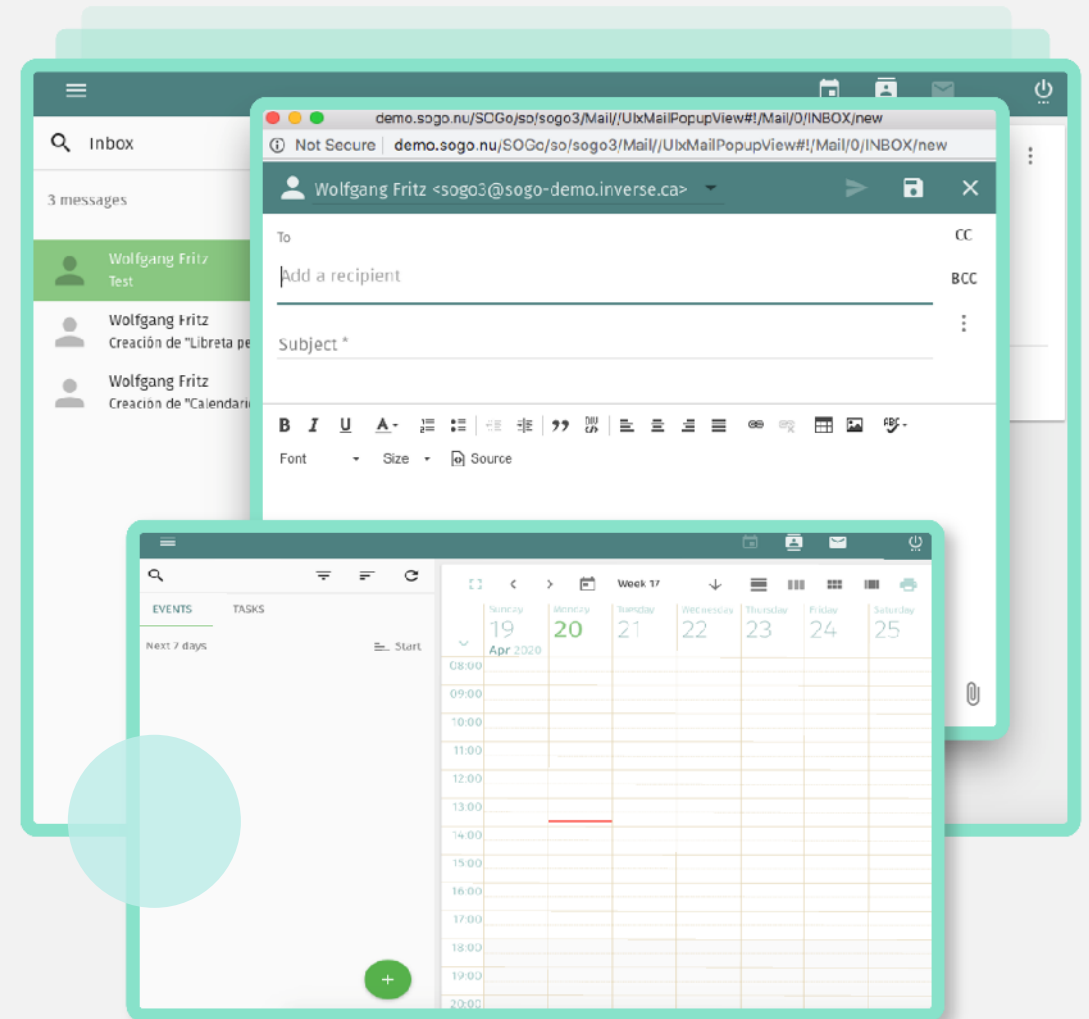 Inbox
3 messages
Wolfgang Fritz
Test
Wolfgang Fritz
Creación de "Libreta pe
Wolfgang Fritz
Creación de "Calendario
demo.sogo.nu/SOGo/so/sogo3/Mail//UIxMailPopupView#!/Mail/0/INBOX/new
Not Secure demo.sogo.nu/SOGo/so/sogo3/Mail//UIxMailPopupView#!/Mail/0/INBOX/new
Wolfgang Fritz <sogo3@sogo-demo.inverse.ca>
To
CC
Add a recipient
BCC
Subject *
B I U A
Font Size Source
Week 17
EVENTS TASKS
Next 7 days Start
Sunday Monday Tuesday Wednesday Thursday Friday Saturday
19 20 21 22 23 24 25
Apr 2020
08:00
09:00
10:00
11:00
12:00
13:00
14:00
15:00
16:00
17:00
18:00
19:00
20:00